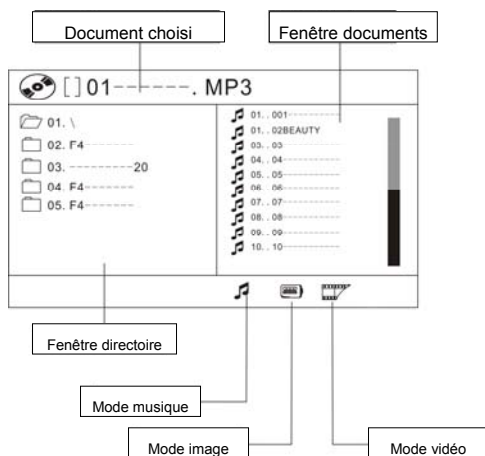 Document choisi
Fenêtre documents
[ ] 01-------. MP3
01. \
02. F4
03. ---------20
04. F4-------
05. F4-------
01. . 001
01. . 02BEAUTY
03. . 03
04. . 04
05. . 05
06. . 06
07. . 07
08. . 08
09. . 09
10. . 10
Fenêtre directoire
Mode musique
Mode image
Mode vidéo